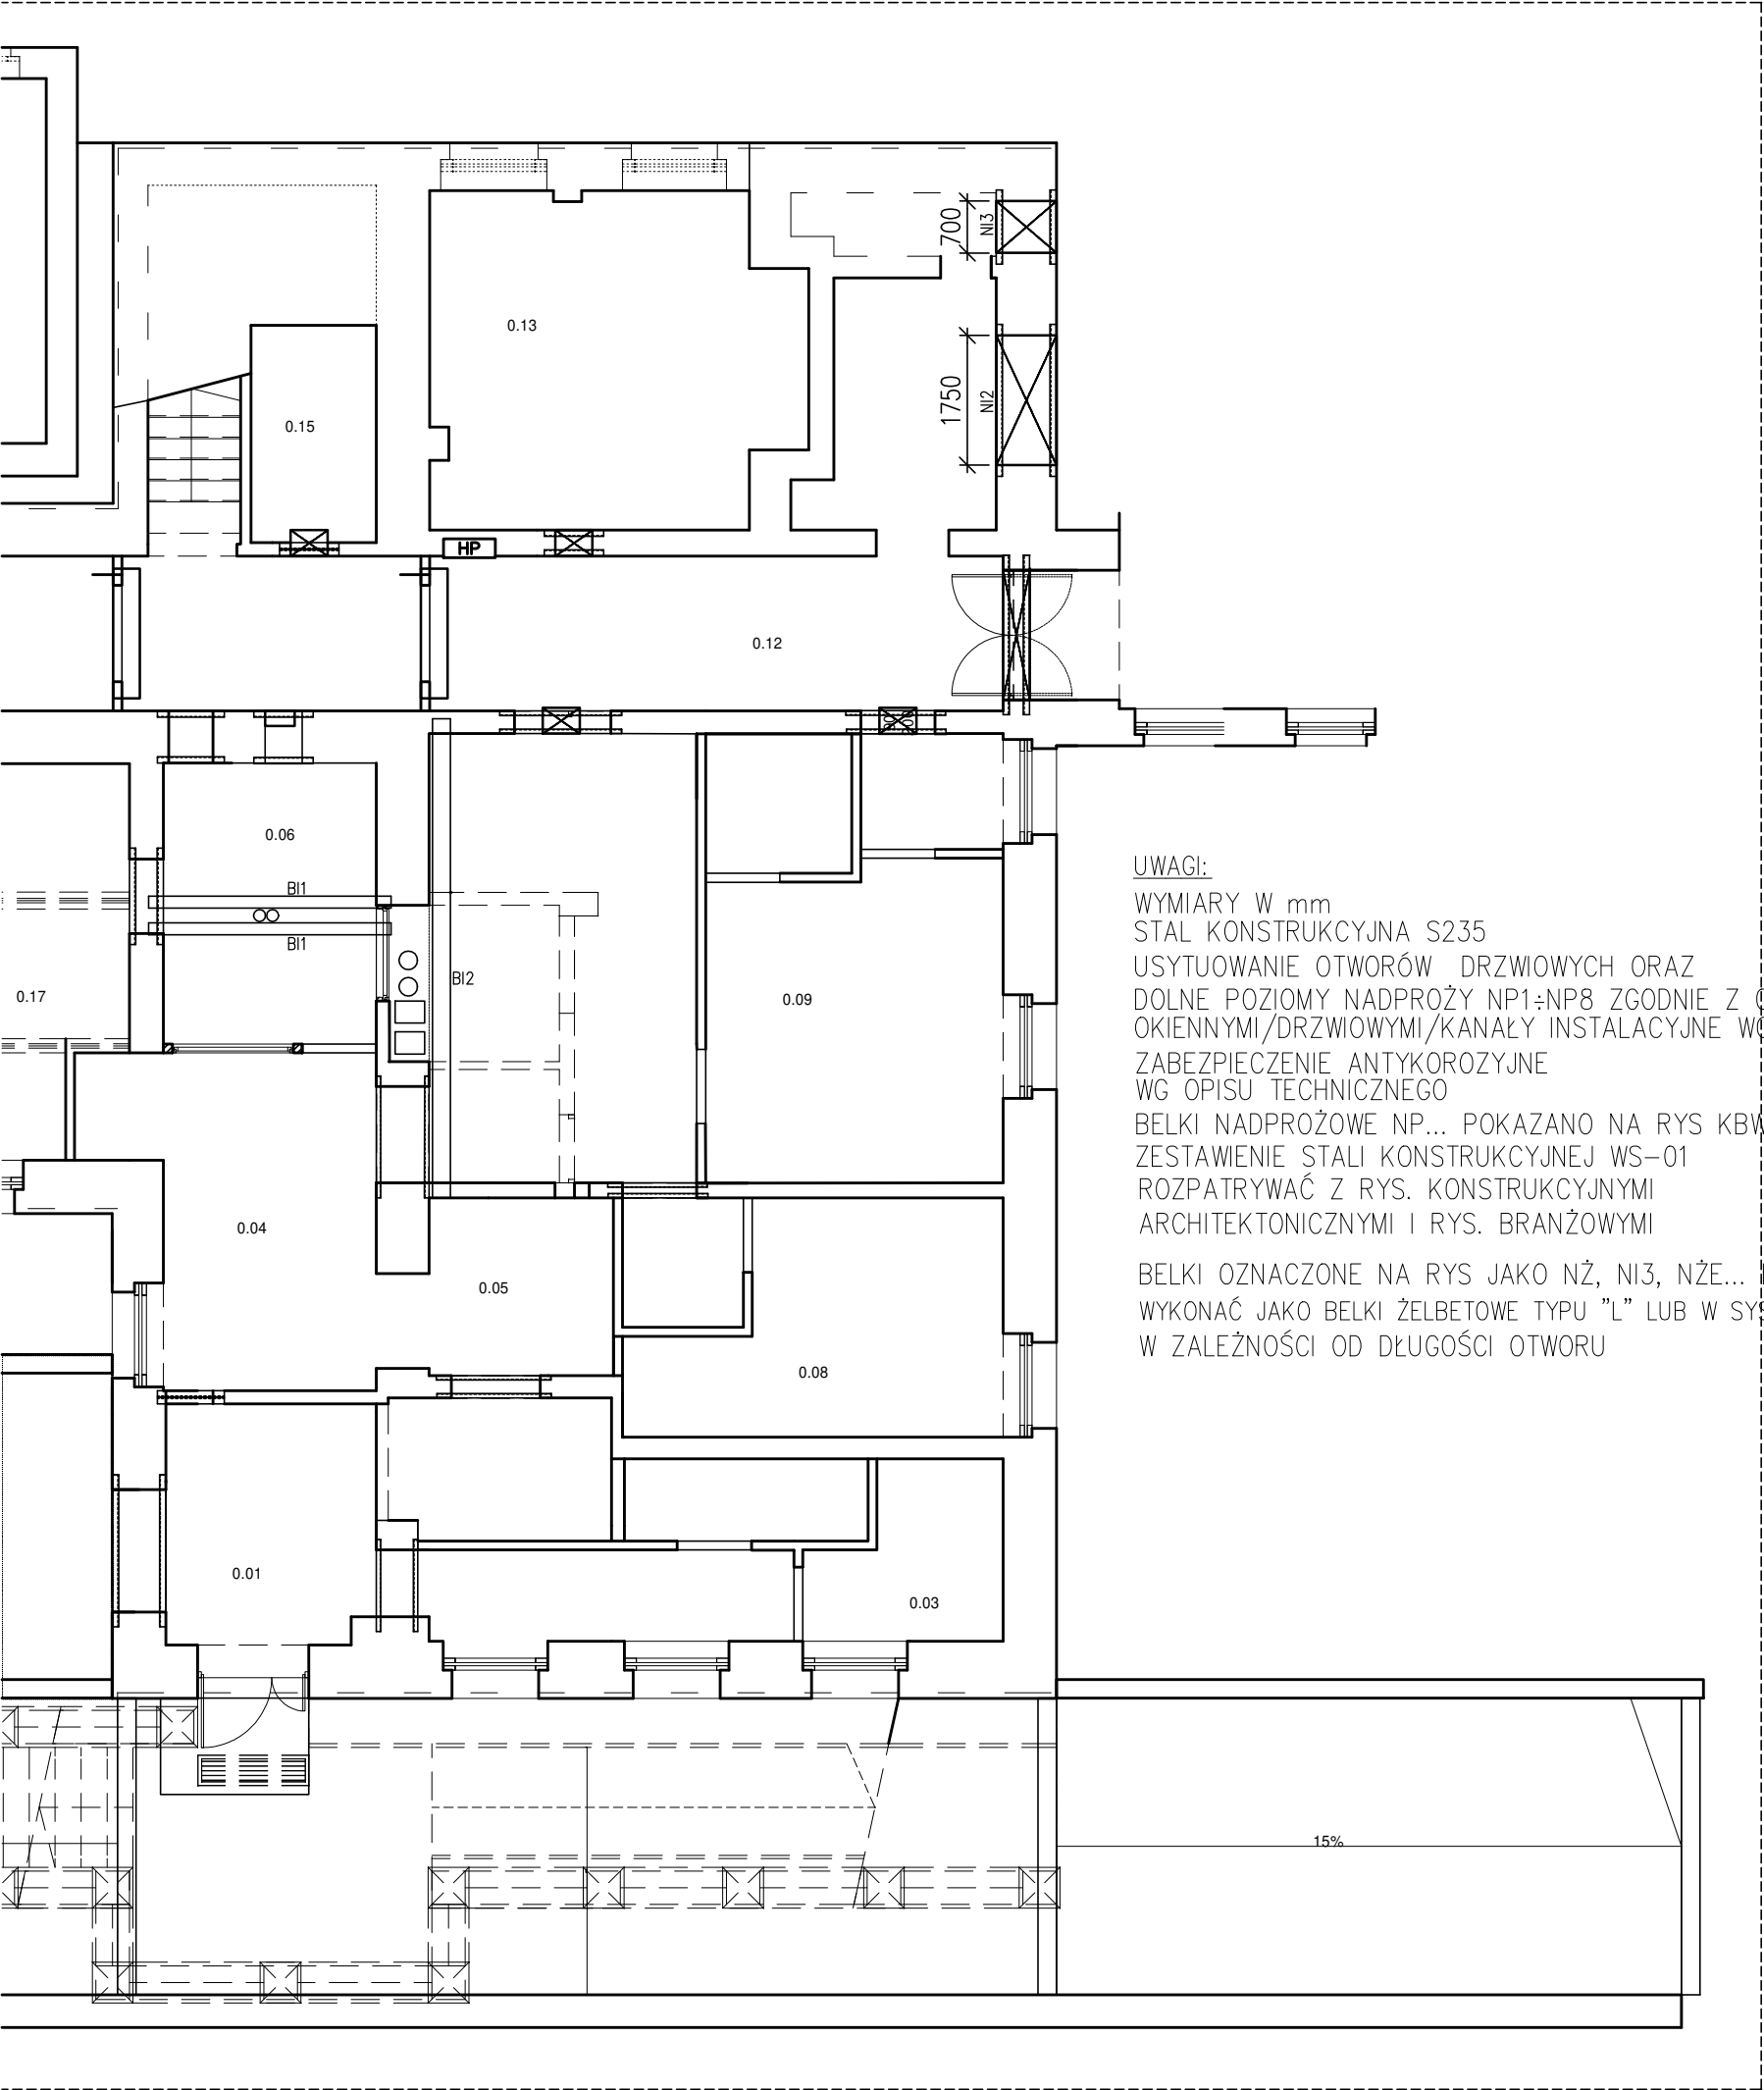 700
NI3
0.13
1750
NI2
0.15
HP
0.12
0.06
BI1
BI1
0.17
BI2
0.09
0.04
0.05
0.08
0.01
0.03
15%
UWAGI:
WYMIARY W mm
STAL KONSTRUKCYJNA S235
USYTUOWANIE OTWORÓW DRZWIOWYCH ORAZ
DOLNE POZIOMY NADPROŻY NP1÷NP8 ZGODNIE Z
OKIENNYMI/DRZWIOWYMI/KANAŁY INSTALACYJNE
ZABEZPIECZENIE ANTYKOROZYJNE
WG OPISU TECHNICZNEGO
BELKI NADPROŻOWE NP... POKAZANO NA RYS
ZESTAWIENIE STALI KONSTRUKCYJNEJ WS-01
ROZPATRYWAĆ Z RYS. KONSTRUKCYJNYMI
ARCHITEKTONICZNYMI I RYS. BRANŻOWYMI
BELKI OZNACZONE NA RYS JAKO NŻ, NI3, NŻE...
WYKONAĆ JAKO BELKI ŻELBETOWE TYPU "L" LUB W
W ZALEŻNOŚCI OD DŁUGOŚCI OTWORU